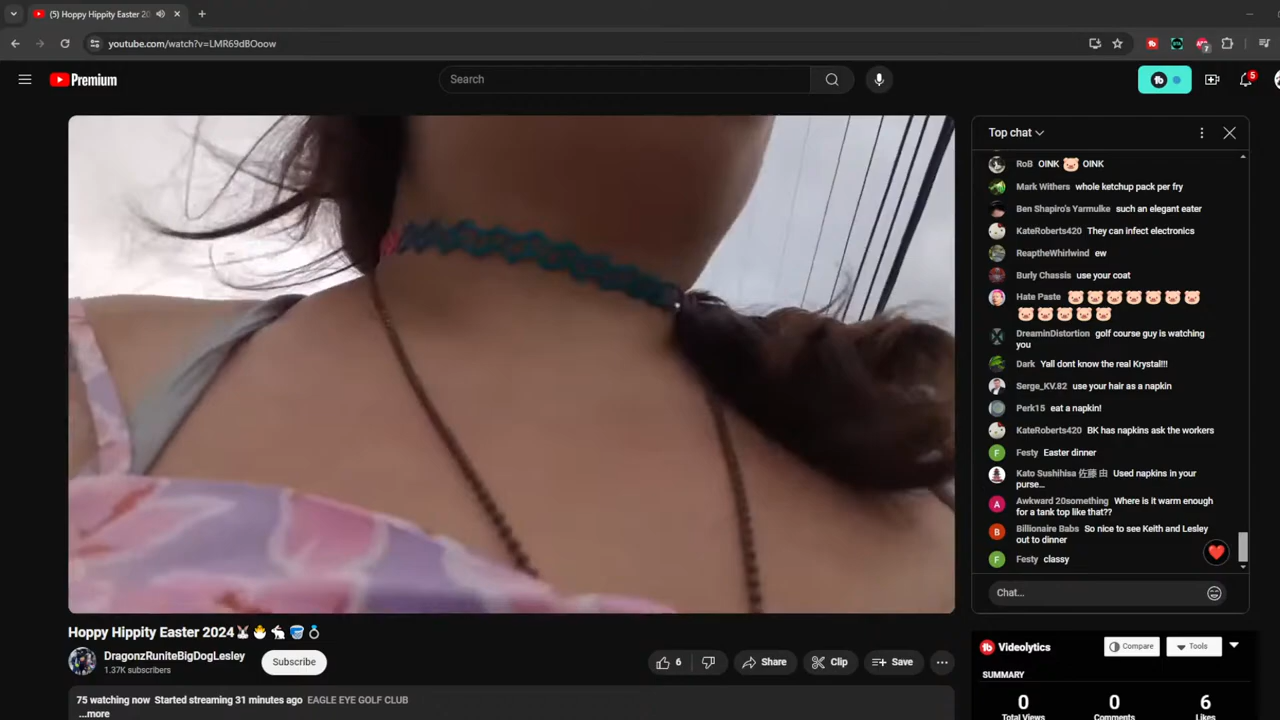 (5) Hoppy Hippity Easter 20
youtube.com/watch?v=LMR69dBOoow
7
Premium
Search
5
Top chat
RoB OINK 🐷 OINK
Mark Withers whole ketchup pack per fry
Ben Shapiro's Yarmulke such an elegant eater
KateRoberts420 They can infect electronics
ReaptheWhirlwind ew
Burly Chassis use your coat
Hate Paste 🐷🐷🐷🐷🐷🐷🐷
🐷🐷🐷🐷🐷
DreaminDistortion golf course guy is watching
you
Dark Yall dont know the real Krystal!!!
Serge_KV.82 use your hair as a napkin
Perk15 eat a napkin!
KateRoberts420 BK has napkins ask the workers
F Festy Easter dinner
Kato Sushihisa 佐藤 由 Used napkins in your
purse...
A Awkward 20something Where is it warm enough
for a tank top like that??
B Billionaire Babs So nice to see Keith and Lesley
out to dinner
F Festy classy
Chat...
Hoppy Hippity Easter 2024🐰🐣🐇🪣💍
DragonzRuniteBigDogLesley
1.37K subscribers
Subscribe
6
Share
Clip
Save
75 watching now Started streaming 31 minutes ago EAGLE EYE GOLF CLUB
...more
Videolytics
Compare
Tools
SUMMARY
0
0
6
Total Views
Comments
Likes